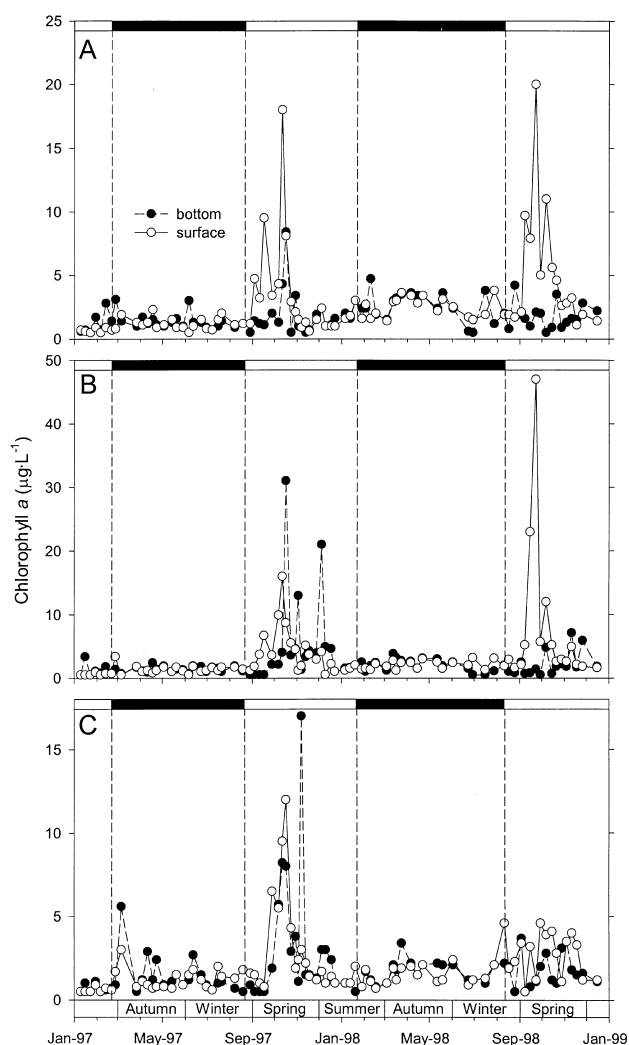 25
A
20
15
bottom
surface
10
5
0
50
B
40
30
20
10
0
Chlorophyll a (µg·L⁻¹)
C
15
10
5
0
Autumn Winter Spring Summer Autumn Winter Spring
Jan-97 May-97 Sep-97 Jan-98 May-98 Sep-98 Jan-99